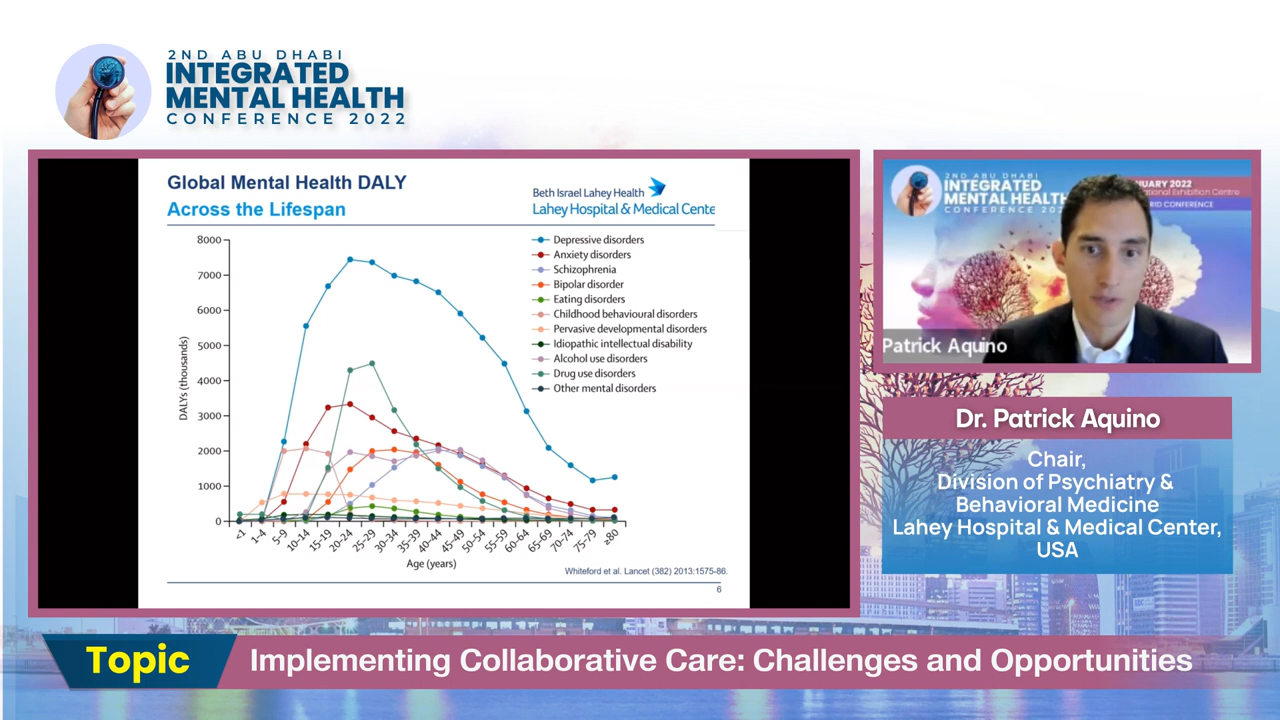 2ND ABU DHABI
INTEGRATED
MENTAL HEALTH
CONFERENCE 2022
Global Mental Health DALY
Across the Lifespan
Beth Israel Lahey Health
Lahey Hospital & Medical Cente
8000
7000
6000
5000
4000
3000
2000
1000
0
DALYs (thousands)
Depressive disorders
Anxiety disorders
Schizophrenia
Bipolar disorder
Eating disorders
Childhood behavioural disorders
Pervasive developmental disorders
Idiopathic intellectual disability
Alcohol use disorders
Drug use disorders
Other mental disorders
<1
1-4
5-9
10-14
15-19
20-24
25-29
30-34
35-39
40-44
45-49
50-54
55-59
60-64
65-69
70-74
75-79
≥80
Age (years)
Whiteford et al. Lancet (382) 2013:1575-86.
6
2ND ABU DHABI
INTEGRATED
MENTAL HEALTH
CONFERENCE 202
NUARY 2022
national Exhibition Centre
RID CONFERENCE
Patrick Aquino
Dr. Patrick Aquino
Chair,
Division of Psychiatry &
Behavioral Medicine
Lahey Hospital & Medical Center,
USA
Topic
Implementing Collaborative Care: Challenges and Opportunities